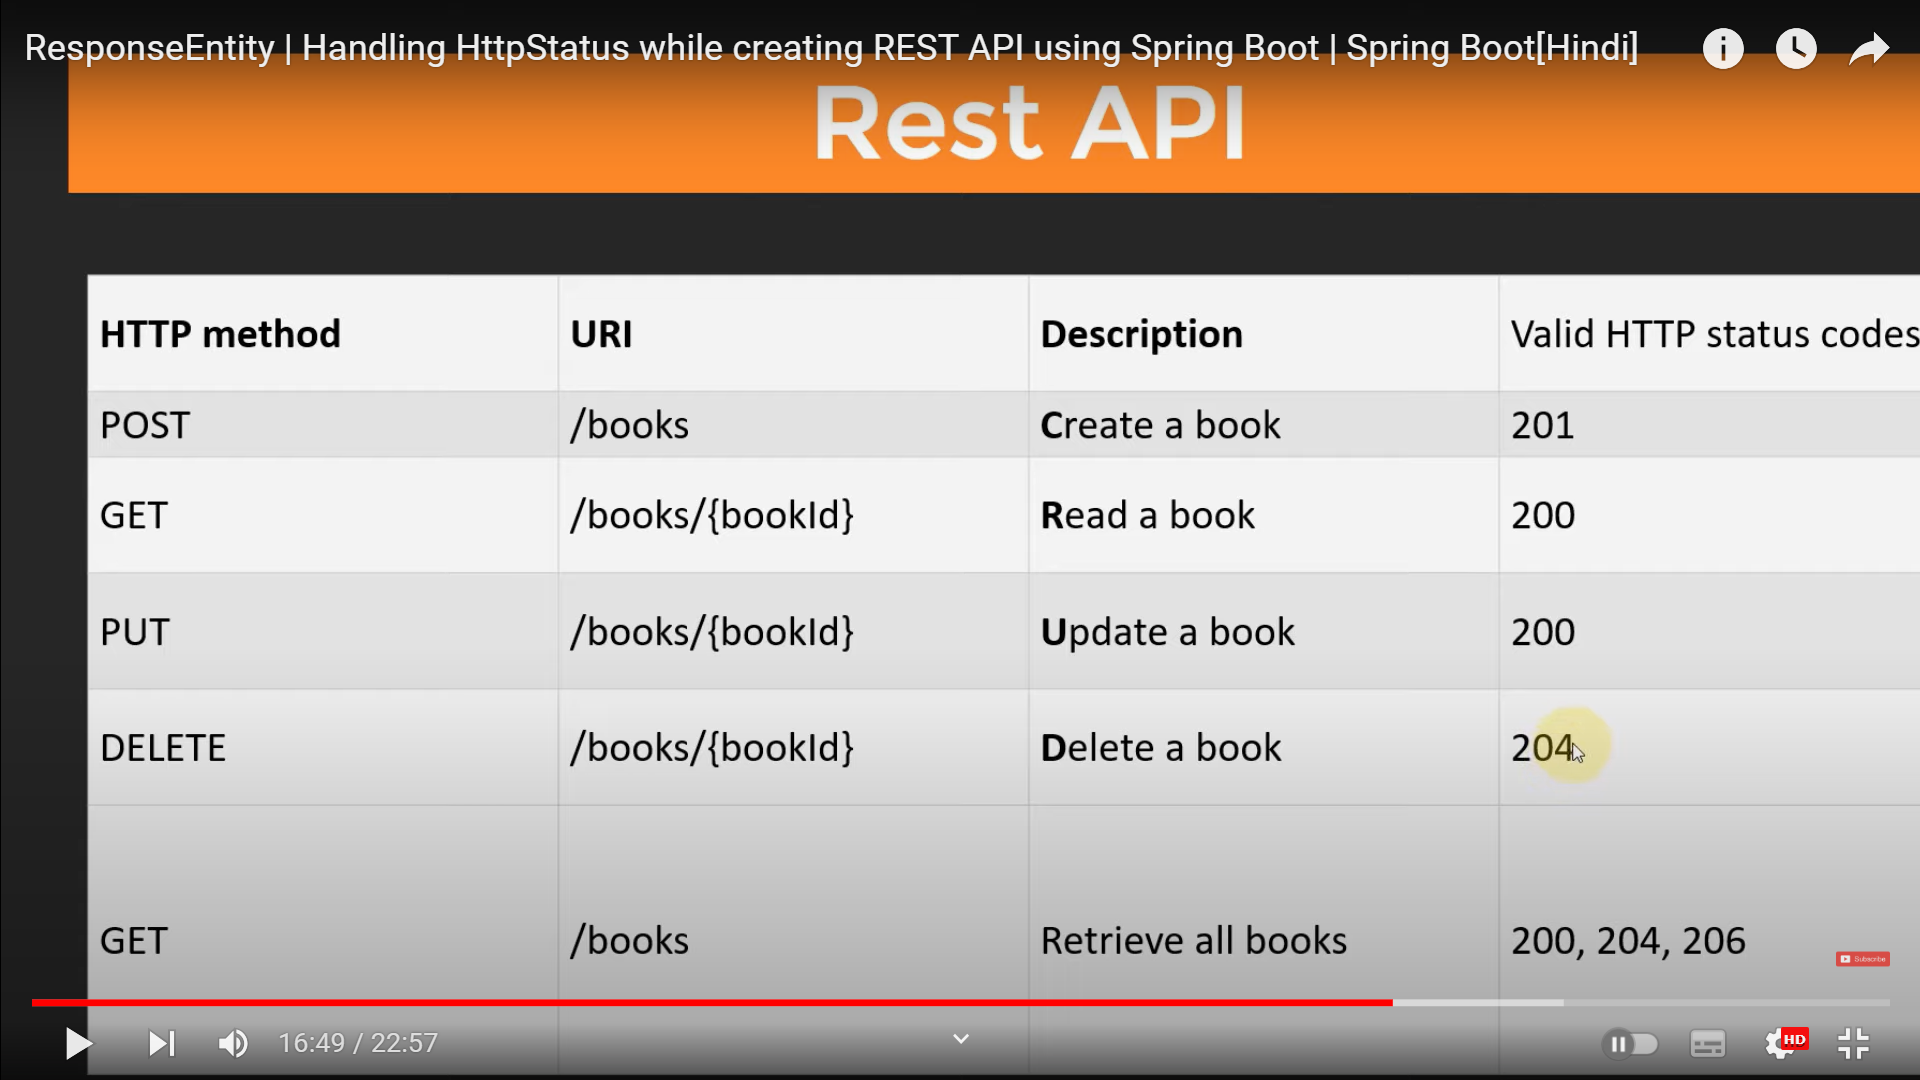 ResponseEntity | Handling HttpStatus while creating REST API using Spring Boot | Spring Boot[Hindi]
Rest API
HTTP method URI Description Valid HTTP status codes
POST /books Create a book 201
GET /books/{bookId} Read a book 200
PUT /books/{bookId} Update a book 200
DELETE /books/{bookId} Delete a book 204
GET /books Retrieve all books 200, 204, 206
Subscribe
16:49 / 22:57
HD